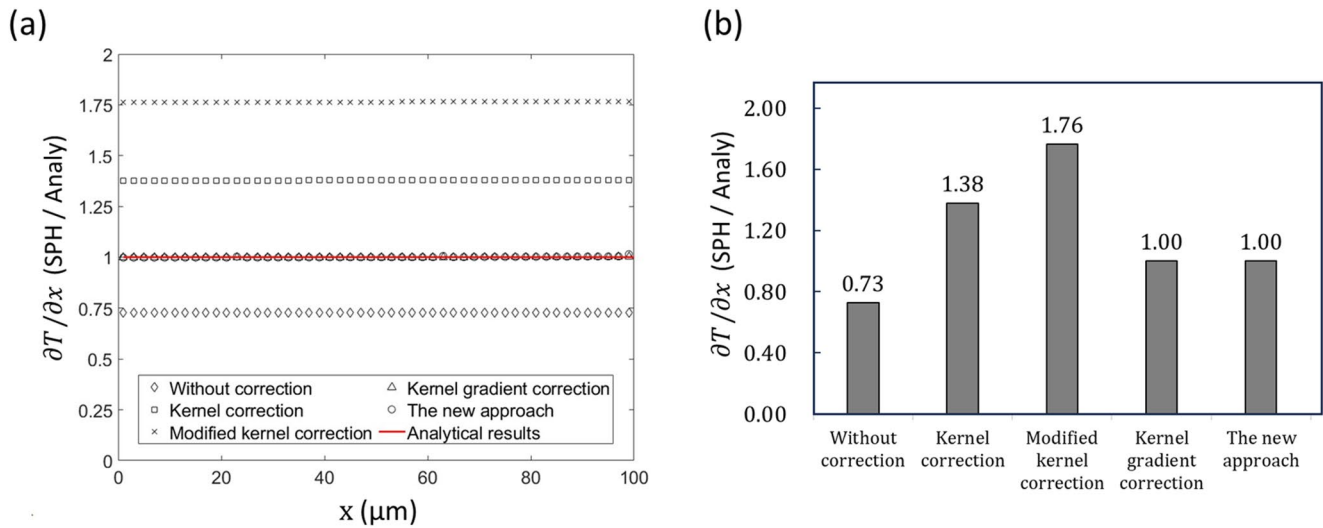 (a)
2
1.75
1.5
1.25
1
0.75
0.5
0.25
0
∂T/∂x (SPH / Analy)
Without correction
Kernel correction
Modified kernel correction
Kernel gradient correction
The new approach
Analytical results
0 20 40 60 80 100
x (μm)
(b)
2.00
1.60
1.20
0.80
0.40
0.00
∂T/∂x (SPH / Analy)
0.73
1.38
1.76
1.00
1.00
Without
correction
Kernel
correction
Modified
kernel
correction
Kernel
gradient
correction
The new
approach